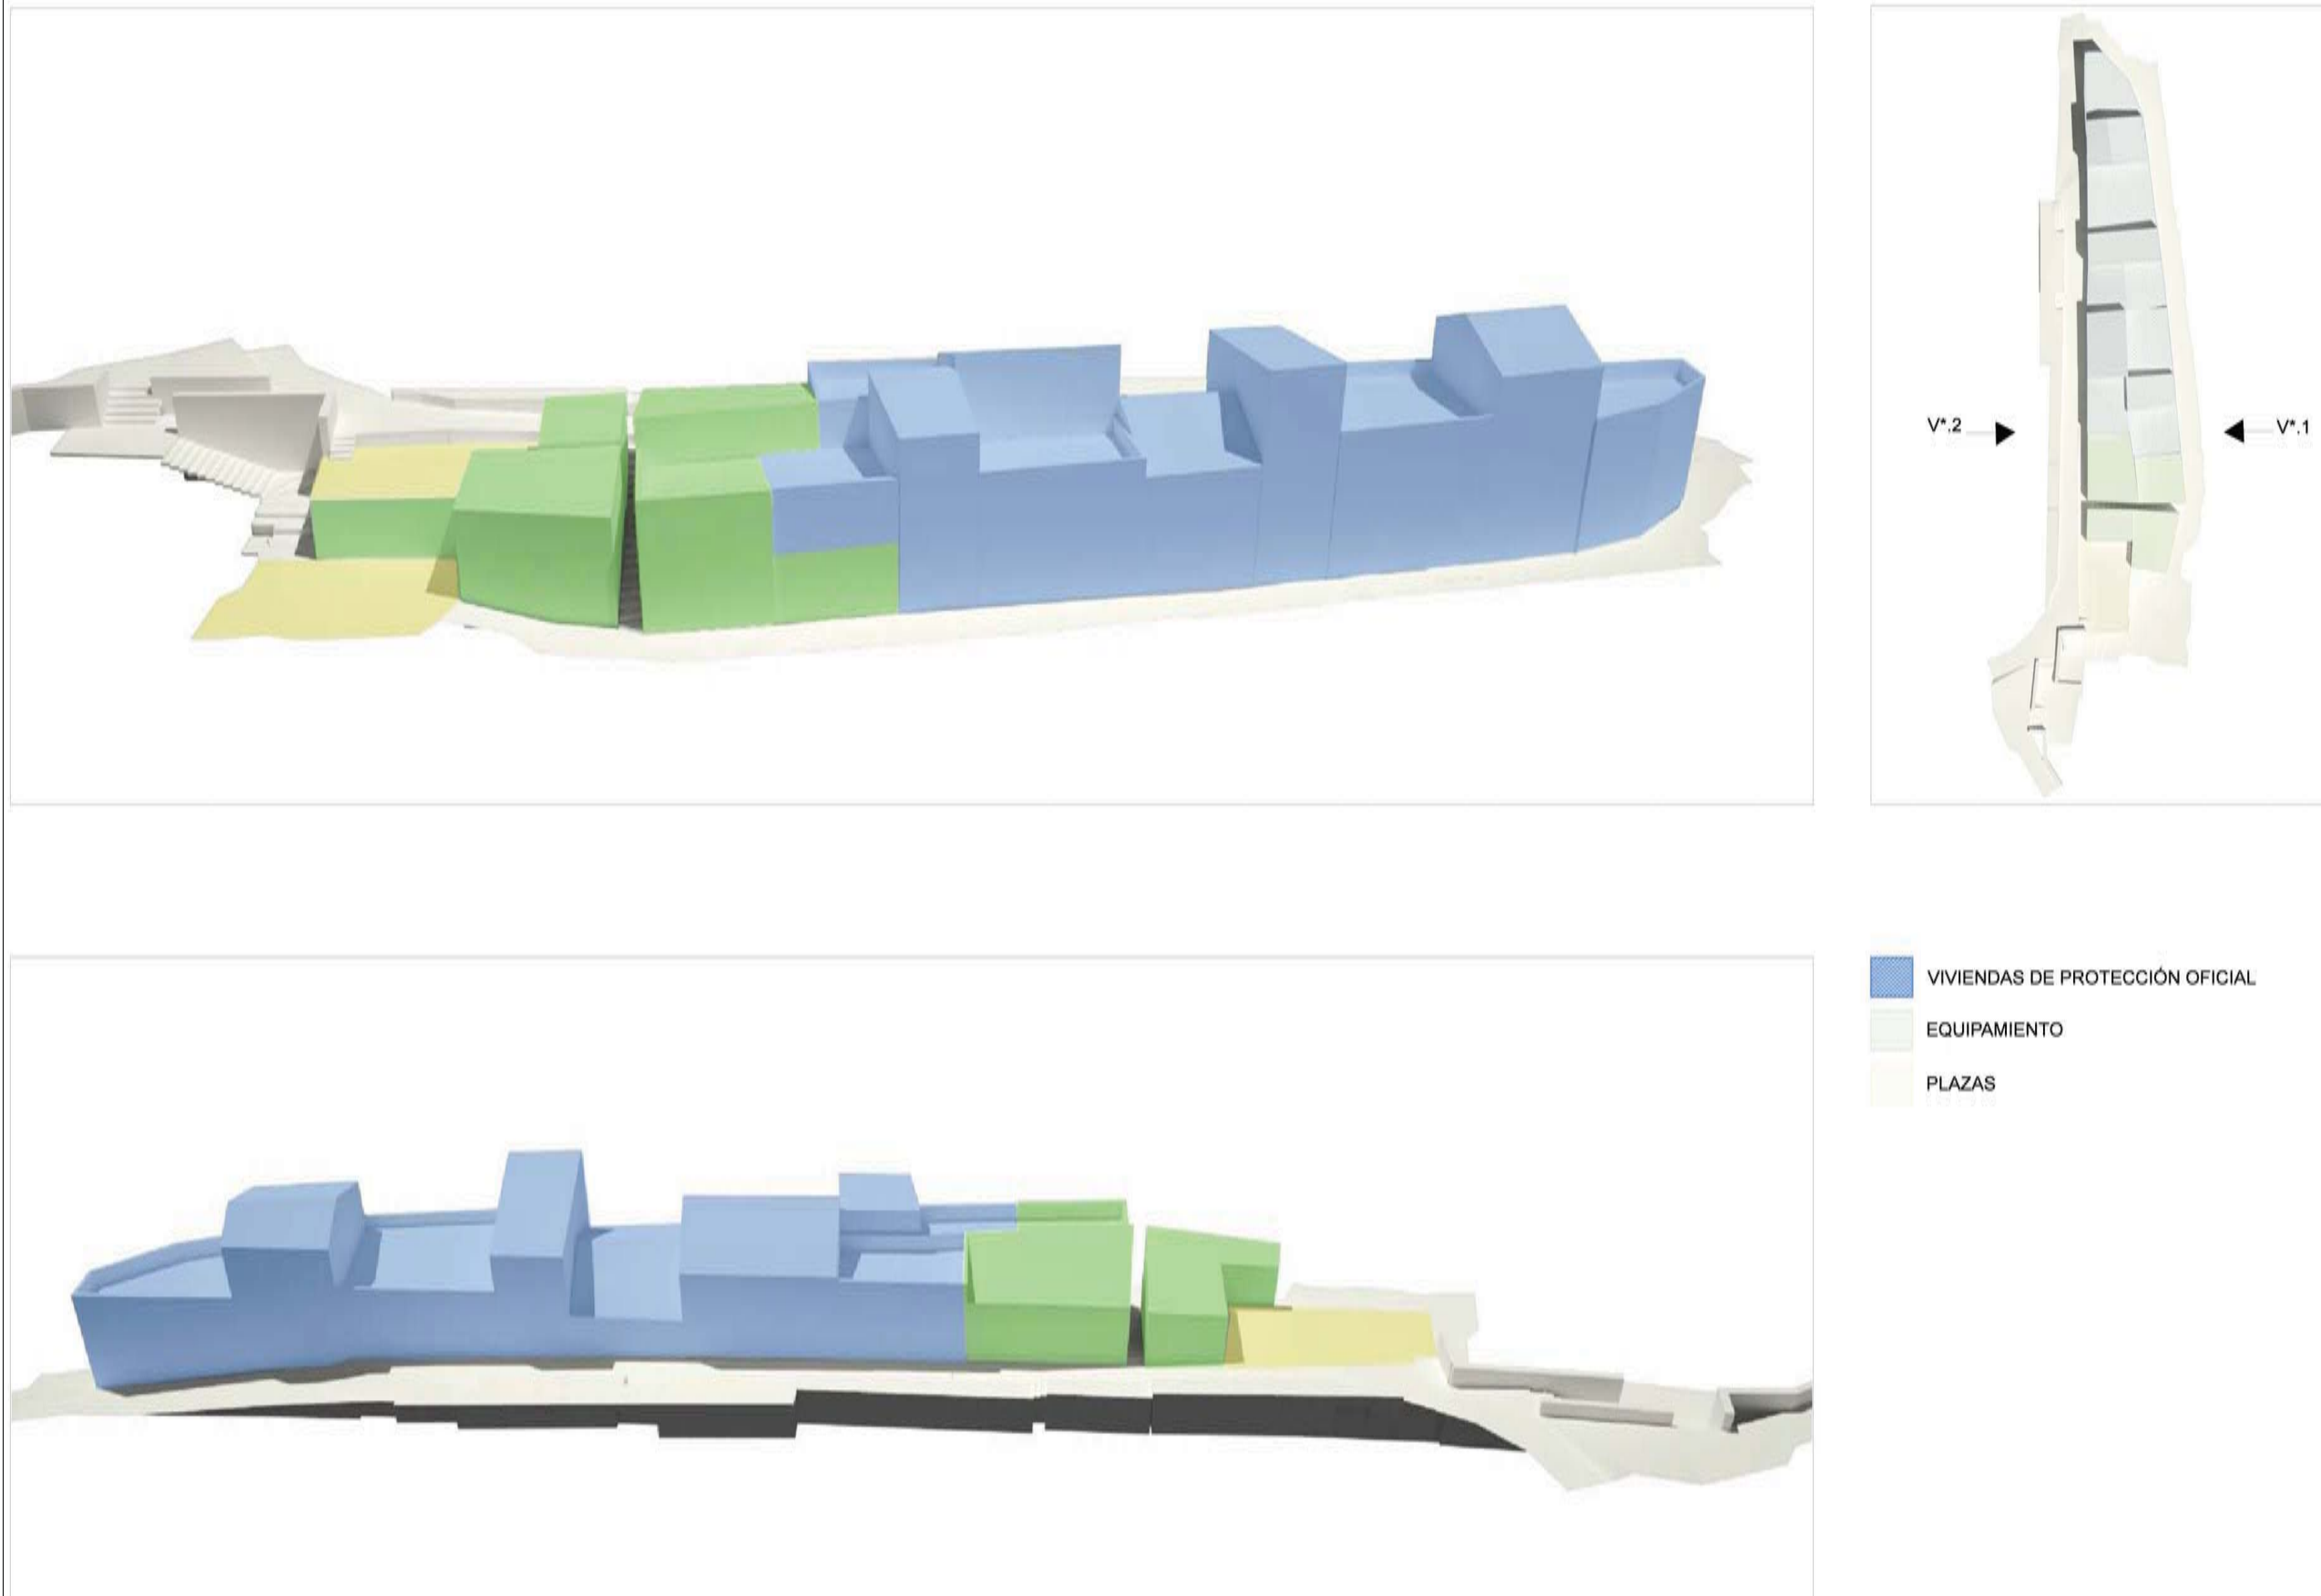 V*.2
V*.1
VIVIENDAS DE PROTECCIÓN OFICIAL
EQUIPAMIENTO
PLAZAS